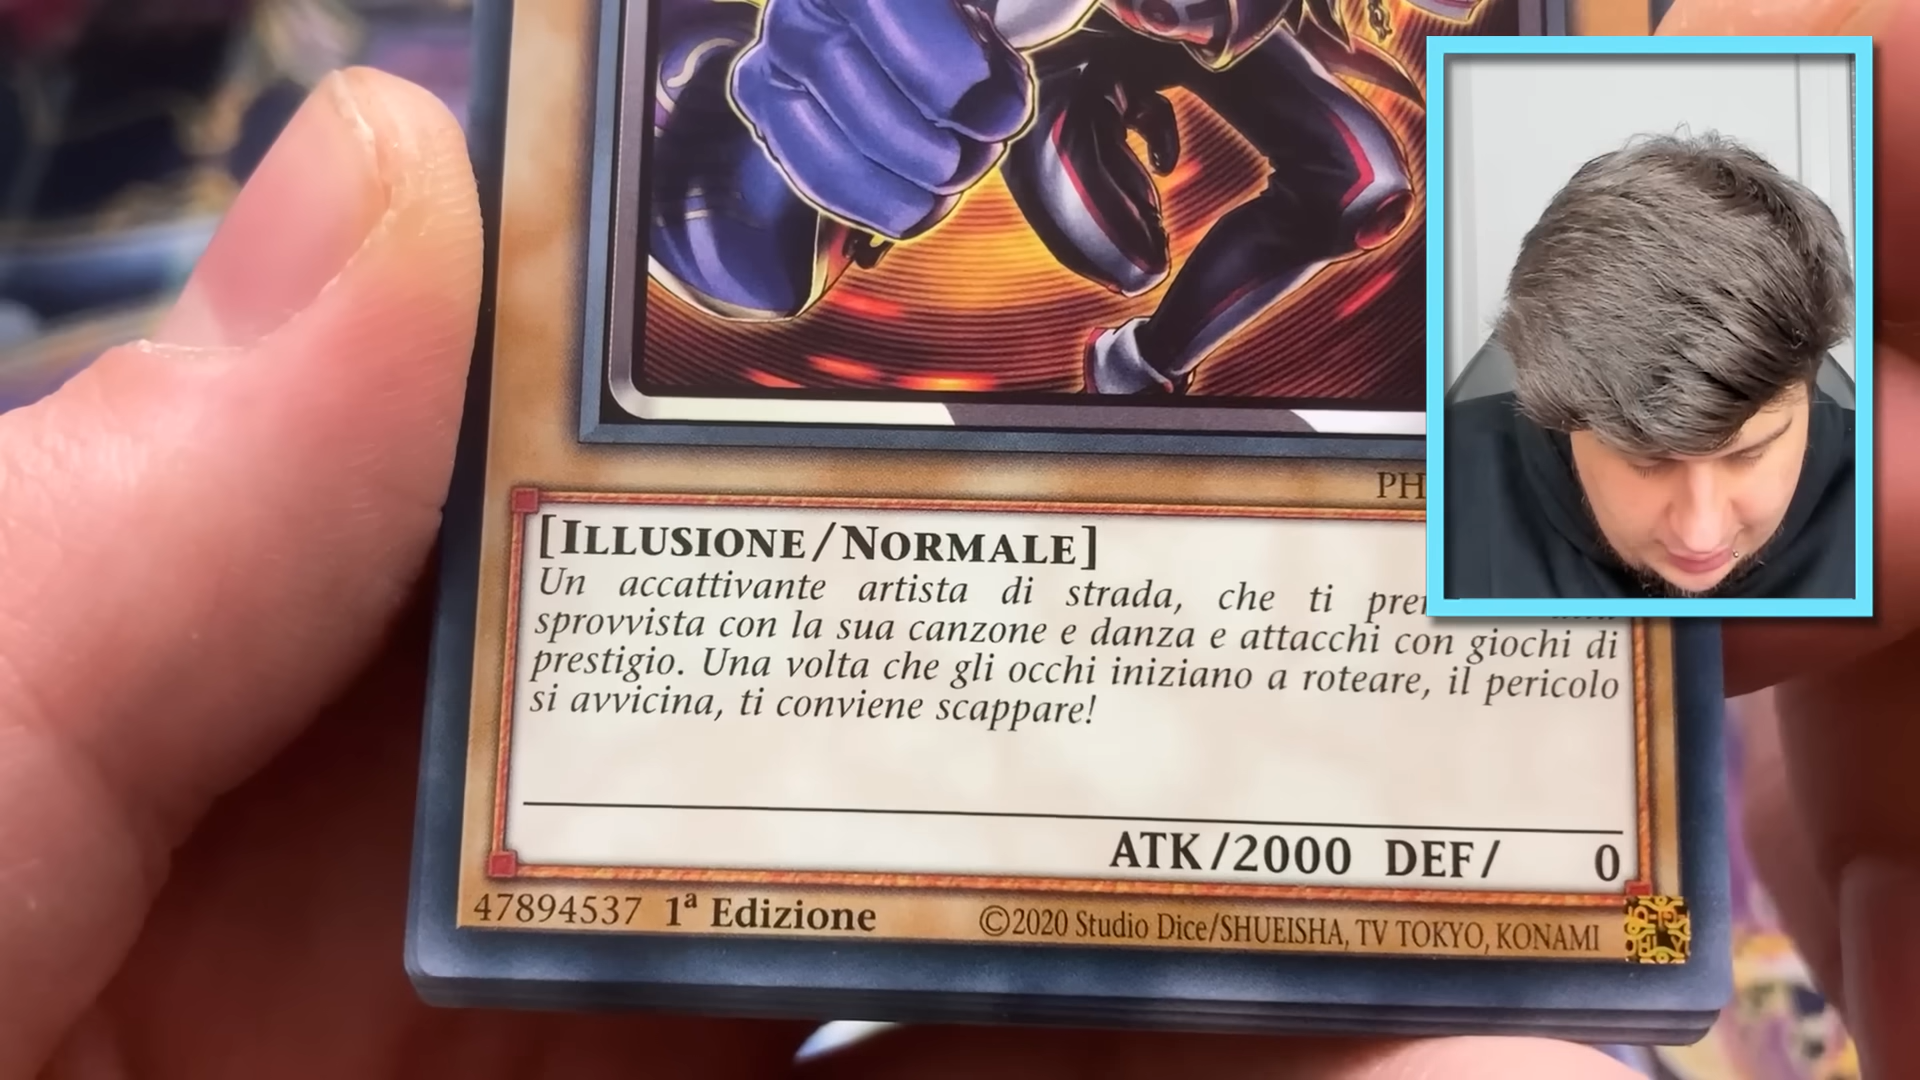 PH
[ILLUSIONE/NORMALE]
Un accattivante artista di strada, che ti
sprovvista con la sua canzone e danza e attacchi con giochi di
prestigio. Una volta che gli occhi iniziano a roteare, il pericolo
si avvicina, ti conviene scappare!
ATK/2000 DEF/ 0
47894537 1ª Edizione ©2020 Studio Dice/SHUEISHA, TV TOKYO, KONAMI